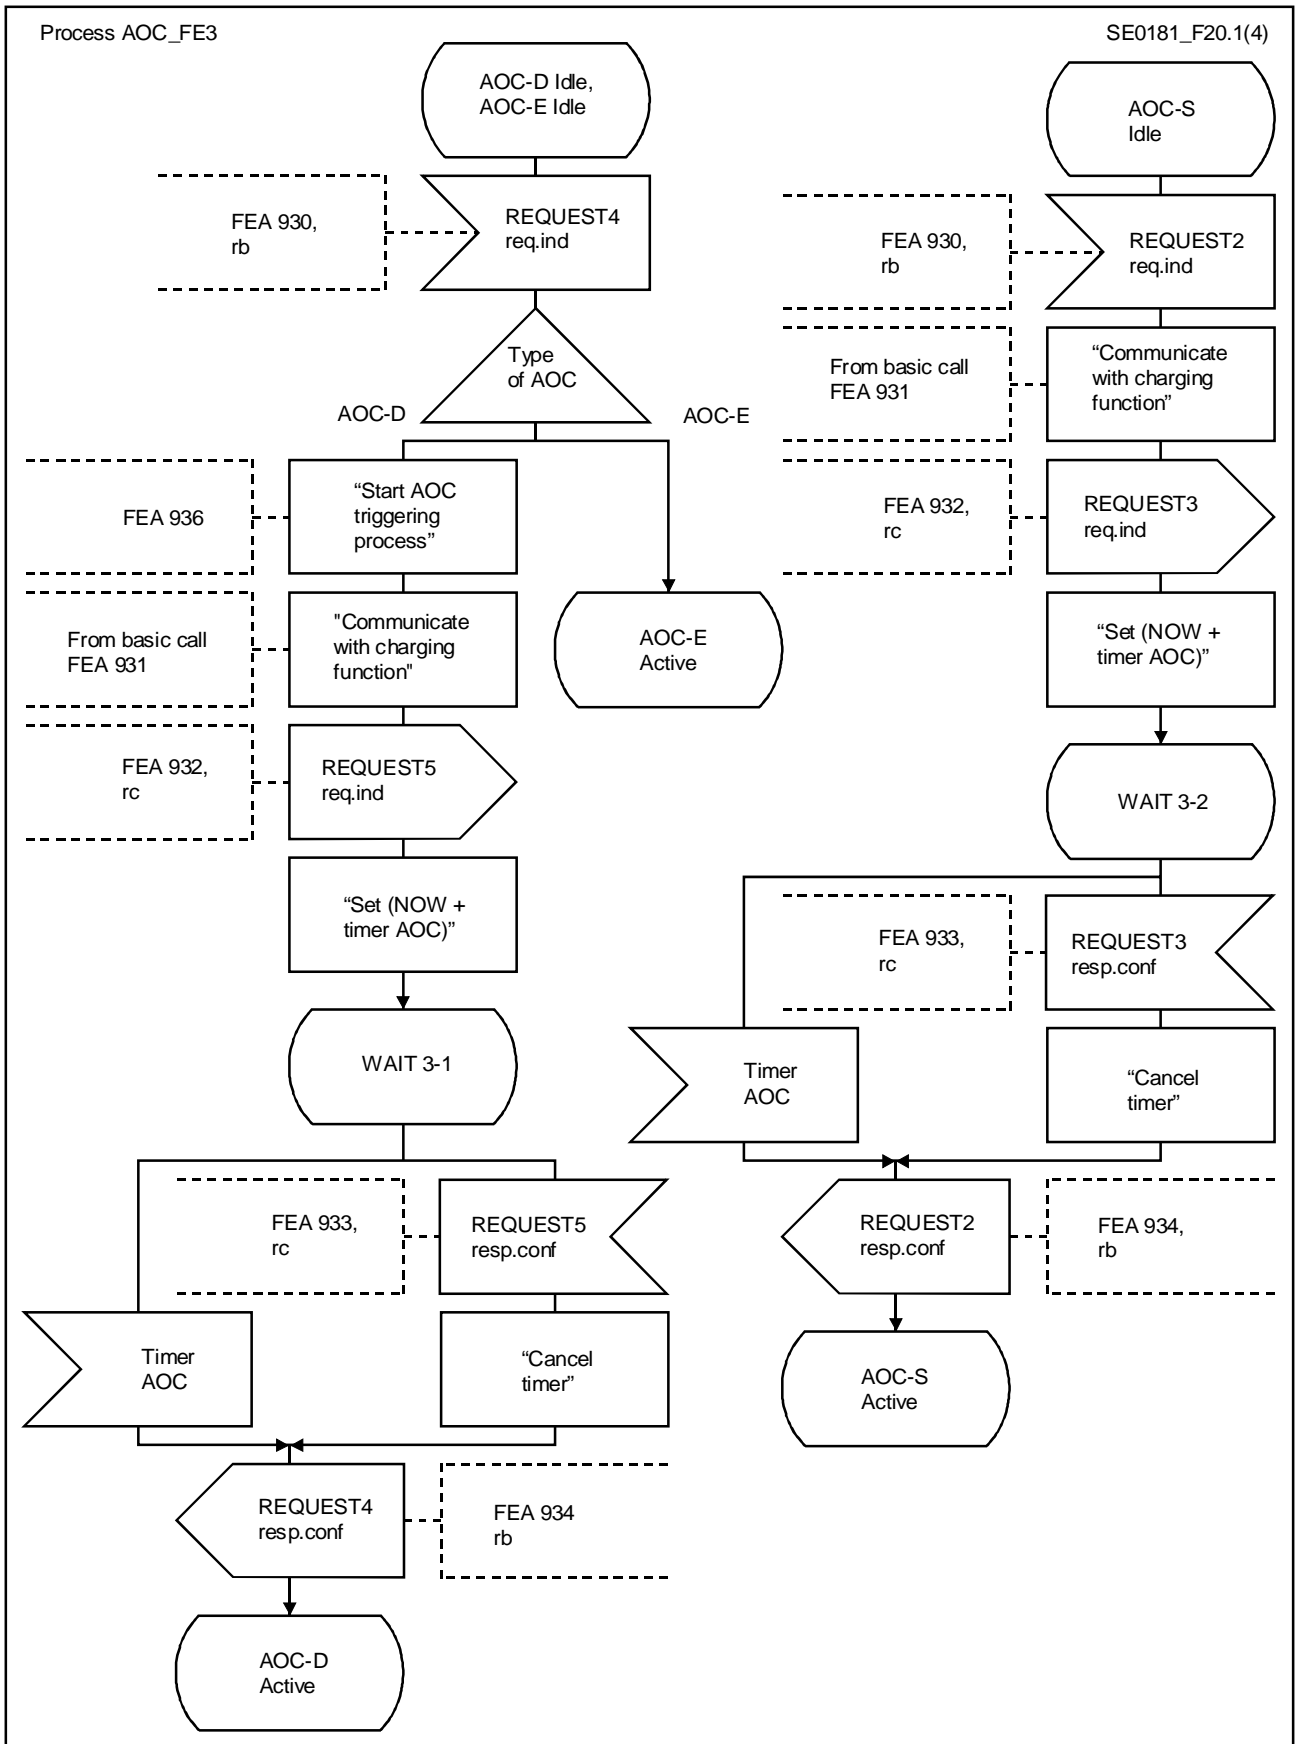 Process AOC_FE3
SE0181_F20.1(4)
AOC-D Idle,
AOC-E Idle
FEA 930,
rb
REQUEST4
req.ind
Type
of AOC
AOC-D
AOC-E
FEA 936
“Start AOC
triggering
process”
From basic call
FEA 931
"Communicate
with charging
function"
AOC-E
Active
FEA 932,
rc
REQUEST5
req.ind
“Set (NOW +
timer AOC)”
WAIT 3-1
FEA 933,
rc
REQUEST5
resp.conf
Timer
AOC
“Cancel
timer”
REQUEST4
resp.conf
FEA 934
rb
AOC-D
Active
AOC-S
Idle
FEA 930,
rb
REQUEST2
req.ind
From basic call
FEA 931
“Communicate
with charging
function”
FEA 932,
rc
REQUEST3
req.ind
“Set (NOW +
timer AOC)”
WAIT 3-2
FEA 933,
rc
REQUEST3
resp.conf
Timer
AOC
“Cancel
timer”
REQUEST2
resp.conf
FEA 934,
rb
AOC-S
Active